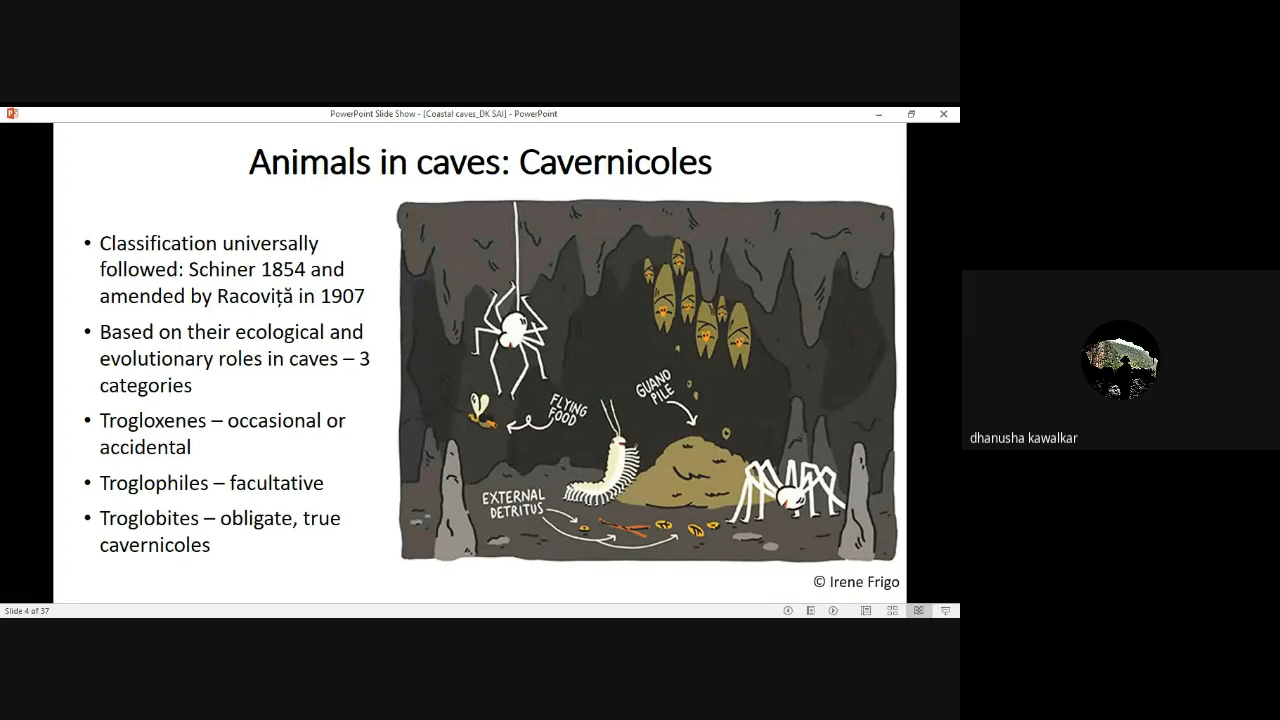 PowerPoint Slide Show - [Coastal caves_DK SAI] - PowerPoint
Animals in caves: Cavernicoles
• Classification universally
followed: Schiner 1854 and
amended by Racoviță in 1907
• Based on their ecological and
evolutionary roles in caves – 3
categories
• Trogloxenes – occasional or
accidental
• Troglophiles – facultative
• Troglobites – obligate, true
cavernicoles
FLYING
FOOD
GUANO
PILE
EXTERNAL
DETRITUS
© Irene Frigo
Slide 4 of 37
dhanusha kawalkar